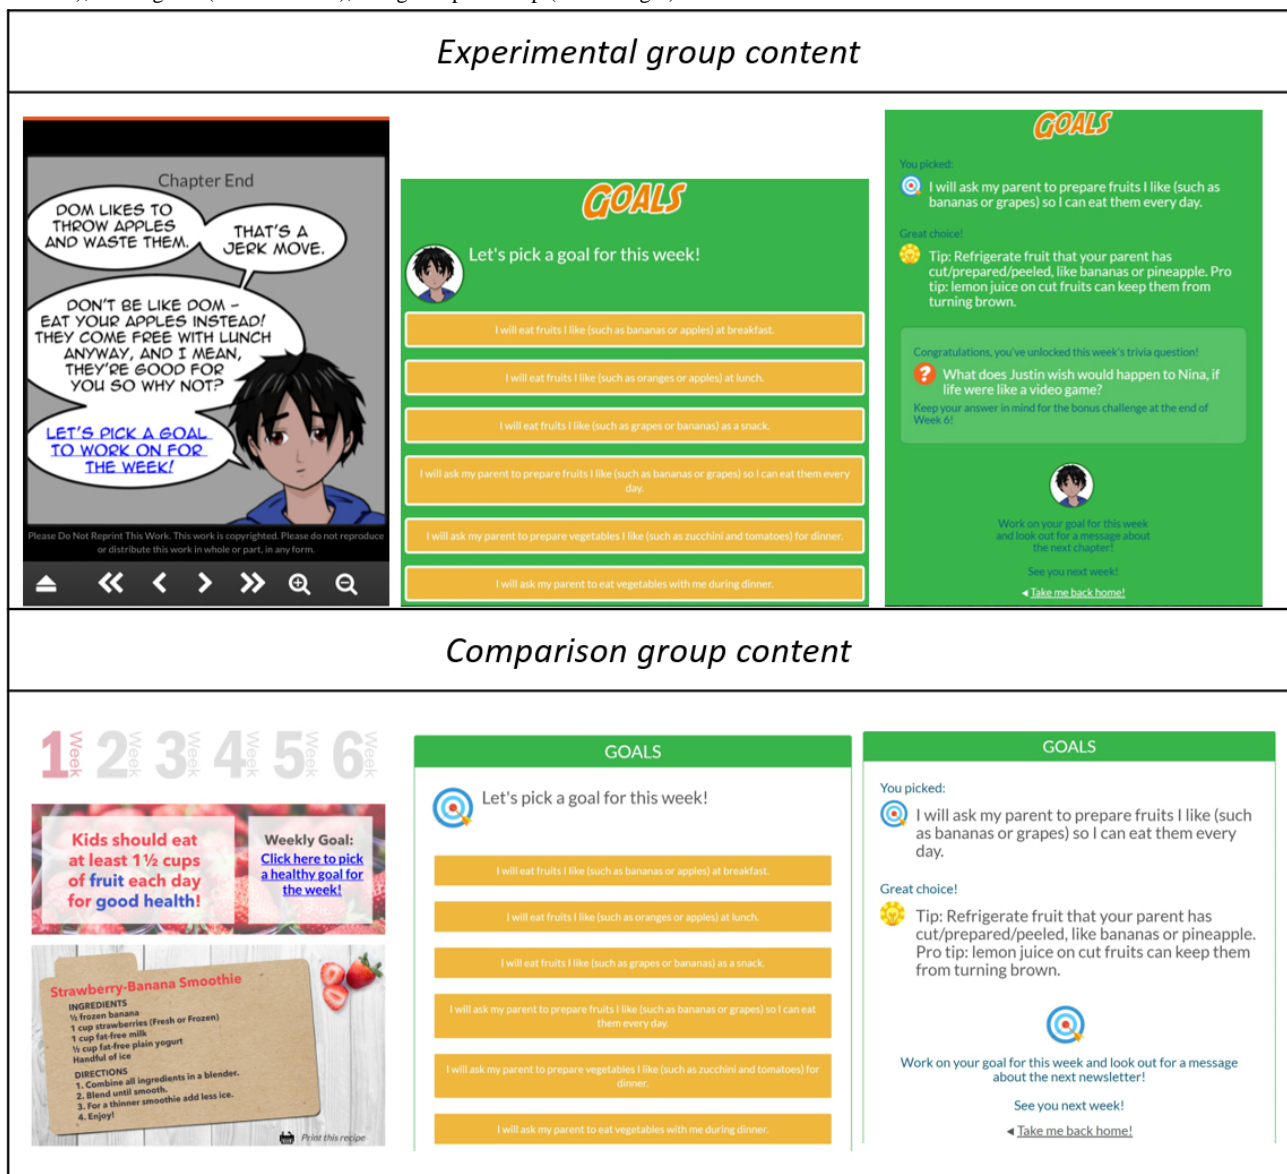 Experimental group content
Chapter End
DOM LIKES TO
THROW APPLES
AND WASTE THEM.
THAT'S A
JERK MOVE.
DON'T BE LIKE DOM –
EAT YOUR APPLES INSTEAD!
THEY COME FREE WITH LUNCH
ANYWAY, AND I MEAN,
THEY'RE GOOD FOR
YOU SO WHY NOT?
LET'S PICK A GOAL
TO WORK ON FOR
THE WEEK!
Please Do Not Reprint This Work. This work is copyrighted. Please do not reproduce
or distribute this work in whole or part, in any form.
GOALS
Let's pick a goal for this week!
I will eat fruits I like (such as bananas or apples) at breakfast.
I will eat fruits I like (such as oranges or apples) at lunch.
I will eat fruits I like (such as grapes or bananas) as a snack.
I will ask my parent to prepare fruits I like (such as bananas or grapes) so I can eat them every
day.
I will ask my parent to prepare vegetables I like (such as zucchini and tomatoes) for dinner.
I will ask my parent to eat vegetables with me during dinner.
GOALS
You picked:
I will ask my parent to prepare fruits I like (such as
bananas or grapes) so I can eat them every day.
Great choice!
Tip: Refrigerate fruit that your parent has
cut/prepared/peeled, like bananas or pineapple. Pro
tip: lemon juice on cut fruits can keep them from
turning brown.
Congratulations, you've unlocked this week's trivia question!
What does Justin wish would happen to Nina, if
life were like a video game?
Keep your answer in mind for the bonus challenge at the end of
Week 6!
Work on your goal for this week
and look out for a message about
the next chapter!
See you next week!
◄ Take me back home!
Comparison group content
1 Week 2 Week 3 Week 4 Week 5 Week 6 Week
Kids should eat
at least 1 ½ cups
of fruit each day
for good health!
Weekly Goal:
Click here to pick
a healthy goal for
the week!
Strawberry-Banana Smoothie
INGREDIENTS
½ frozen banana
1 cup strawberries (Fresh or Frozen)
1 cup fat-free milk
½ cup fat-free plain yogurt
Handful of ice
DIRECTIONS
1. Combine all ingredients in a blender.
2. Blend until smooth.
3. For a thinner smoothie add less ice.
4. Enjoy!
Print this recipe
GOALS
Let's pick a goal for this week!
I will eat fruits I like (such as bananas or apples) at breakfast.
I will eat fruits I like (such as oranges or apples) at lunch.
I will eat fruits I like (such as grapes or bananas) as a snack.
I will ask my parent to prepare fruits I like (such as bananas or grapes) so I can eat
them every day.
I will ask my parent to prepare vegetables I like (such as zucchini and tomatoes) for
dinner.
I will ask my parent to eat vegetables with me during dinner.
GOALS
You picked:
I will ask my parent to prepare fruits I like (such
as bananas or grapes) so I can eat them every
day.
Great choice!
Tip: Refrigerate fruit that your parent has
cut/prepared/peeled, like bananas or pineapple.
Pro tip: lemon juice on cut fruits can keep them
from turning brown.
Work on your goal for this week and look out for a message
about the next newsletter!
See you next week!
◄ Take me back home!